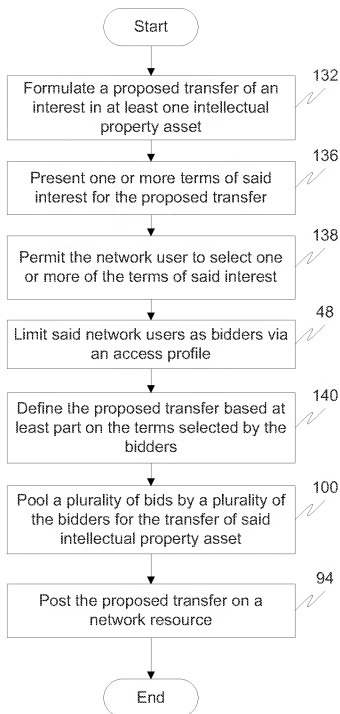 Start
Formulate a proposed transfer of an
interest in at least one intellectual
property asset
132
Present one or more terms of said
interest for the proposed transfer
136
Permit the network user to select one
or more of the terms of said interest
138
Limit said network users as bidders via
an access profile
48
Define the proposed transfer based at
least part on the terms selected by the
bidders
140
Pool a plurality of bids by a plurality of
the bidders for the transfer of said
intellectual property asset
100
Post the proposed transfer on a
network resource
94
End